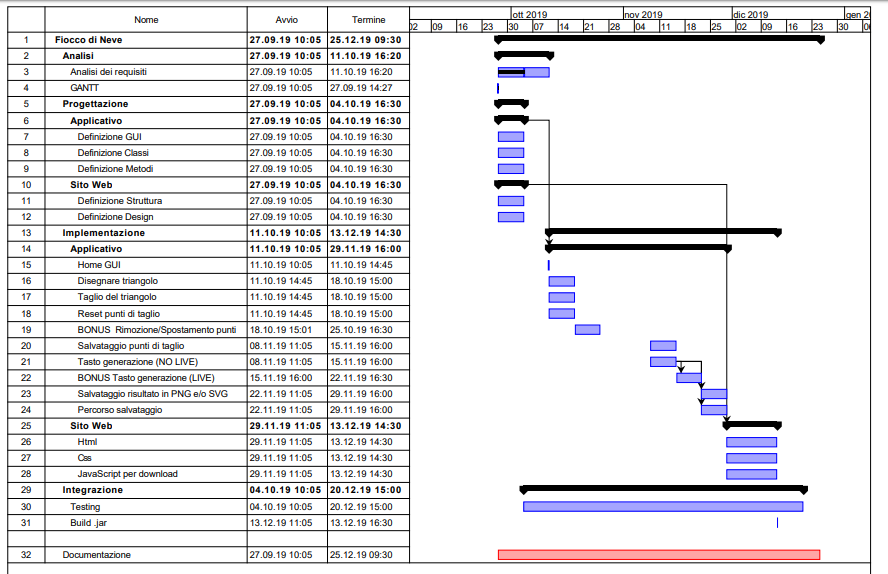 Nome Avvio Termine
ott 2019 nov 2019 dic 2019 gen 2
02 09 16 23 30 07 14 21 28 04 11 18 25 02 09 16 23 30 0
1 Fiocco di Neve 27.09.19 10:05 25.12.19 09:30
2 Analisi 27.09.19 10:05 11.10.19 16:20
3 Analisi dei requisiti 27.09.19 10:05 11.10.19 16:20
4 GANTT 27.09.19 10:05 27.09.19 14:27
5 Progettazione 27.09.19 10:05 04.10.19 16:30
6 Applicativo 27.09.19 10:05 04.10.19 16:30
7 Definizione GUI 27.09.19 10:05 04.10.19 16:30
8 Definizione Classi 27.09.19 10:05 04.10.19 16:30
9 Definizione Metodi 27.09.19 10:05 04.10.19 16:30
10 Sito Web 27.09.19 10:05 04.10.19 16:30
11 Definizione Struttura 27.09.19 10:05 04.10.19 16:30
12 Definizione Design 27.09.19 10:05 04.10.19 16:30
13 Implementazione 11.10.19 10:05 13.12.19 14:30
14 Applicativo 11.10.19 10:05 29.11.19 16:00
15 Home GUI 11.10.19 10:05 11.10.19 14:45
16 Disegnare triangolo 11.10.19 14:45 18.10.19 15:00
17 Taglio del triangolo 11.10.19 14:45 18.10.19 15:00
18 Reset punti di taglio 11.10.19 14:45 18.10.19 15:00
19 BONUS Rimozione/Spostamento punti 18.10.19 15:01 25.10.19 16:30
20 Salvataggio punti di taglio 08.11.19 11:05 15.11.19 16:00
21 Tasto generazione (NO LIVE) 08.11.19 11:05 15.11.19 16:00
22 BONUS Tasto generazione (LIVE) 15.11.19 16:00 22.11.19 16:30
23 Salvataggio risultato in PNG e/o SVG 22.11.19 11:05 29.11.19 16:00
24 Percorso salvataggio 22.11.19 11:05 29.11.19 16:00
25 Sito Web 29.11.19 11:05 13.12.19 14:30
26 Html 29.11.19 11:05 13.12.19 14:30
27 Css 29.11.19 11:05 13.12.19 14:30
28 JavaScript per download 29.11.19 11:05 13.12.19 14:30
29 Integrazione 04.10.19 10:05 20.12.19 15:00
30 Testing 04.10.19 10:05 20.12.19 15:00
31 Build .jar 13.12.19 11:05 13.12.19 16:30
32 Documentazione 27.09.19 10:05 25.12.19 09:30